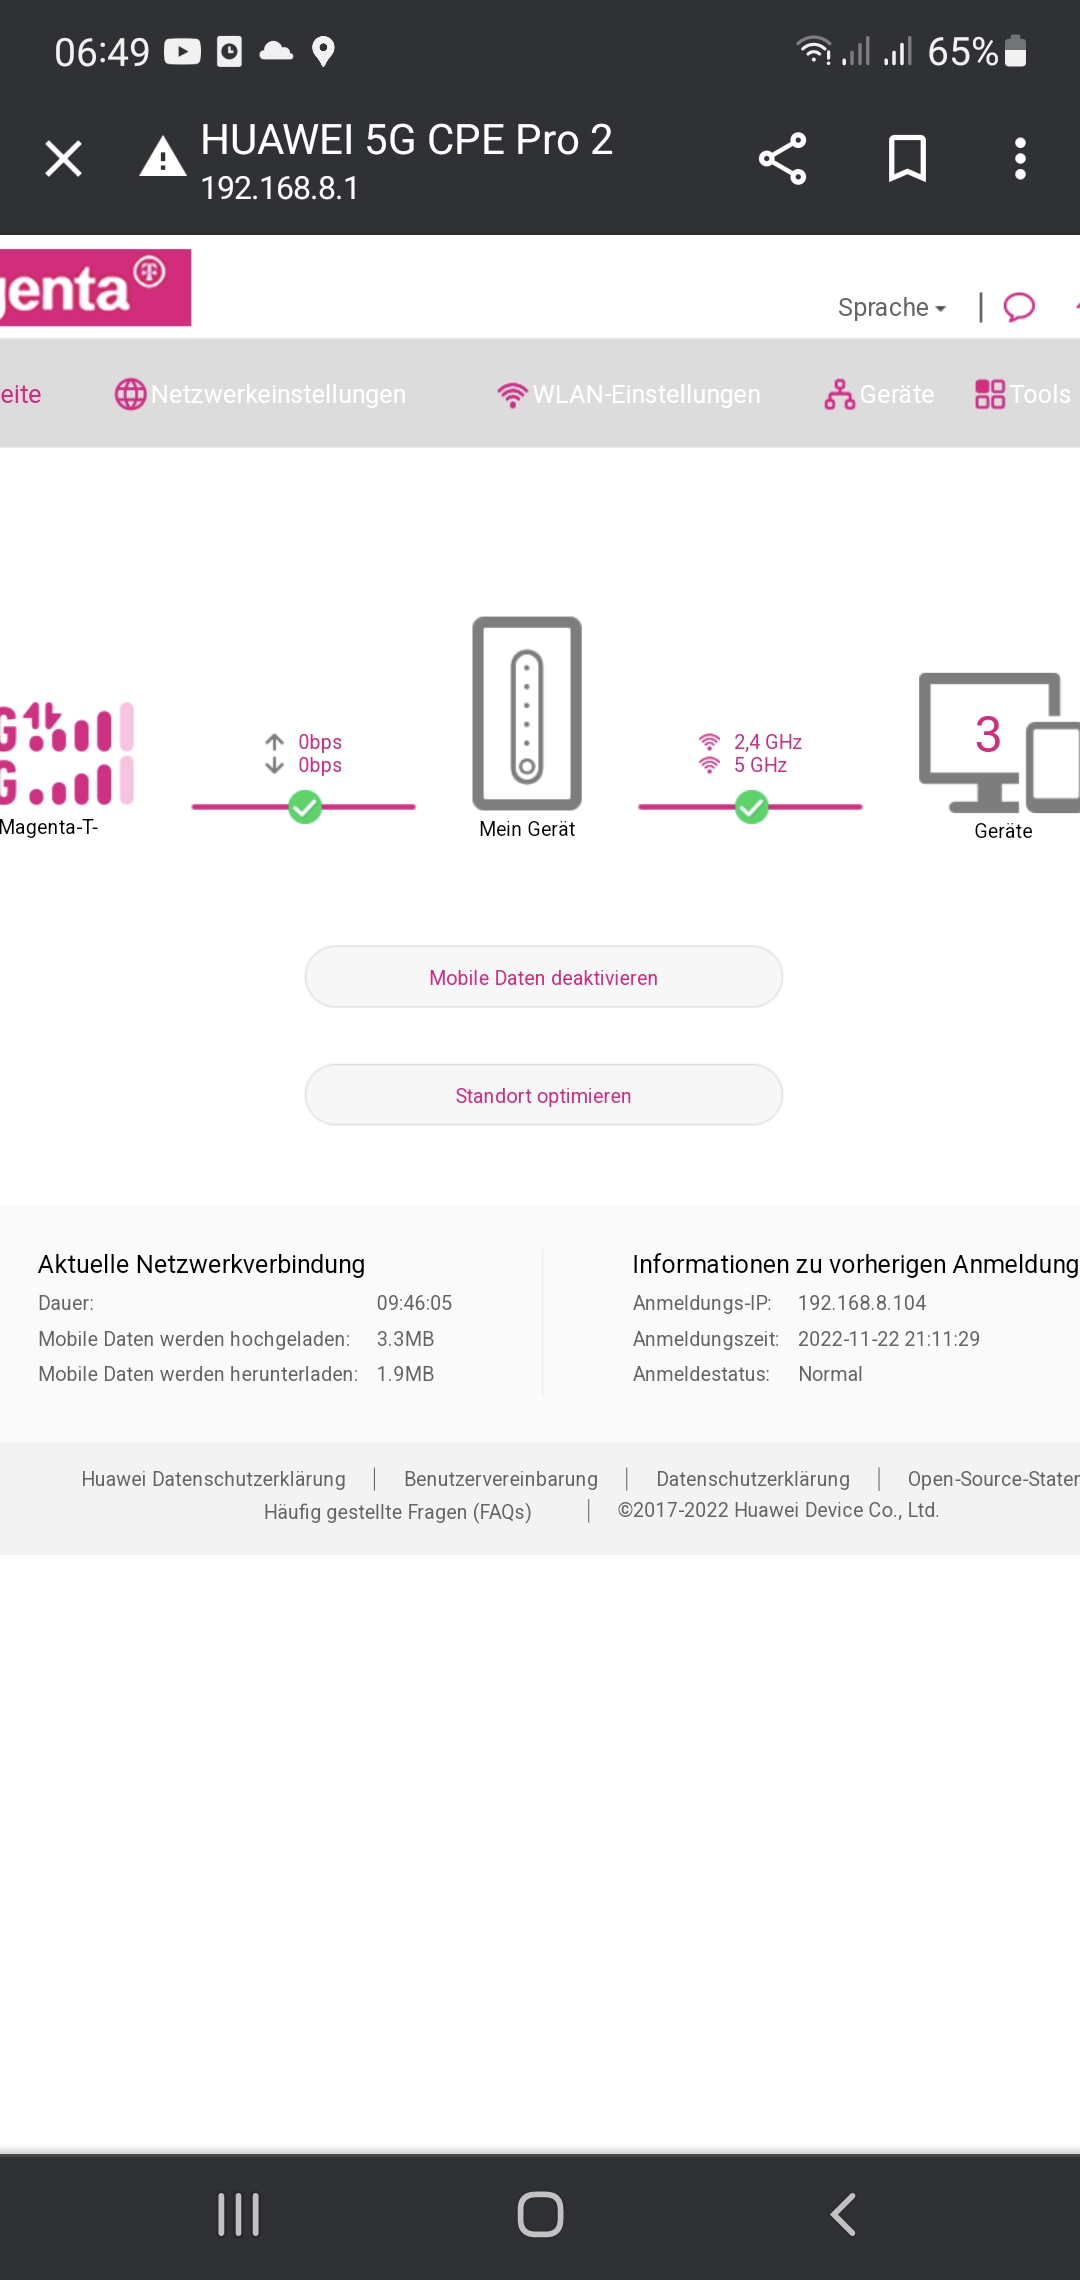 06:49 65%
HUAWEI 5G CPE Pro 2
192.168.8.1
genta
Sprache
eite Netzwerkeinstellungen WLAN-Einstellungen Geräte Tools
0bps
0bps
2,4 GHz
5 GHz
3
G
G
Magenta-T-
Mein Gerät
Geräte
Mobile Daten deaktivieren
Standort optimieren
Aktuelle Netzwerkverbindung
Dauer: 09:46:05
Mobile Daten werden hochgeladen: 3.3MB
Mobile Daten werden herunterladen: 1.9MB
Informationen zu vorherigen Anmeldung
Anmeldungs-IP: 192.168.8.104
Anmeldungszeit: 2022-11-22 21:11:29
Anmeldestatus: Normal
Huawei Datenschutzerklärung | Benutzervereinbarung | Datenschutzerklärung | Open-Source-State
Häufig gestellte Fragen (FAQs) | ©2017-2022 Huawei Device Co., Ltd.